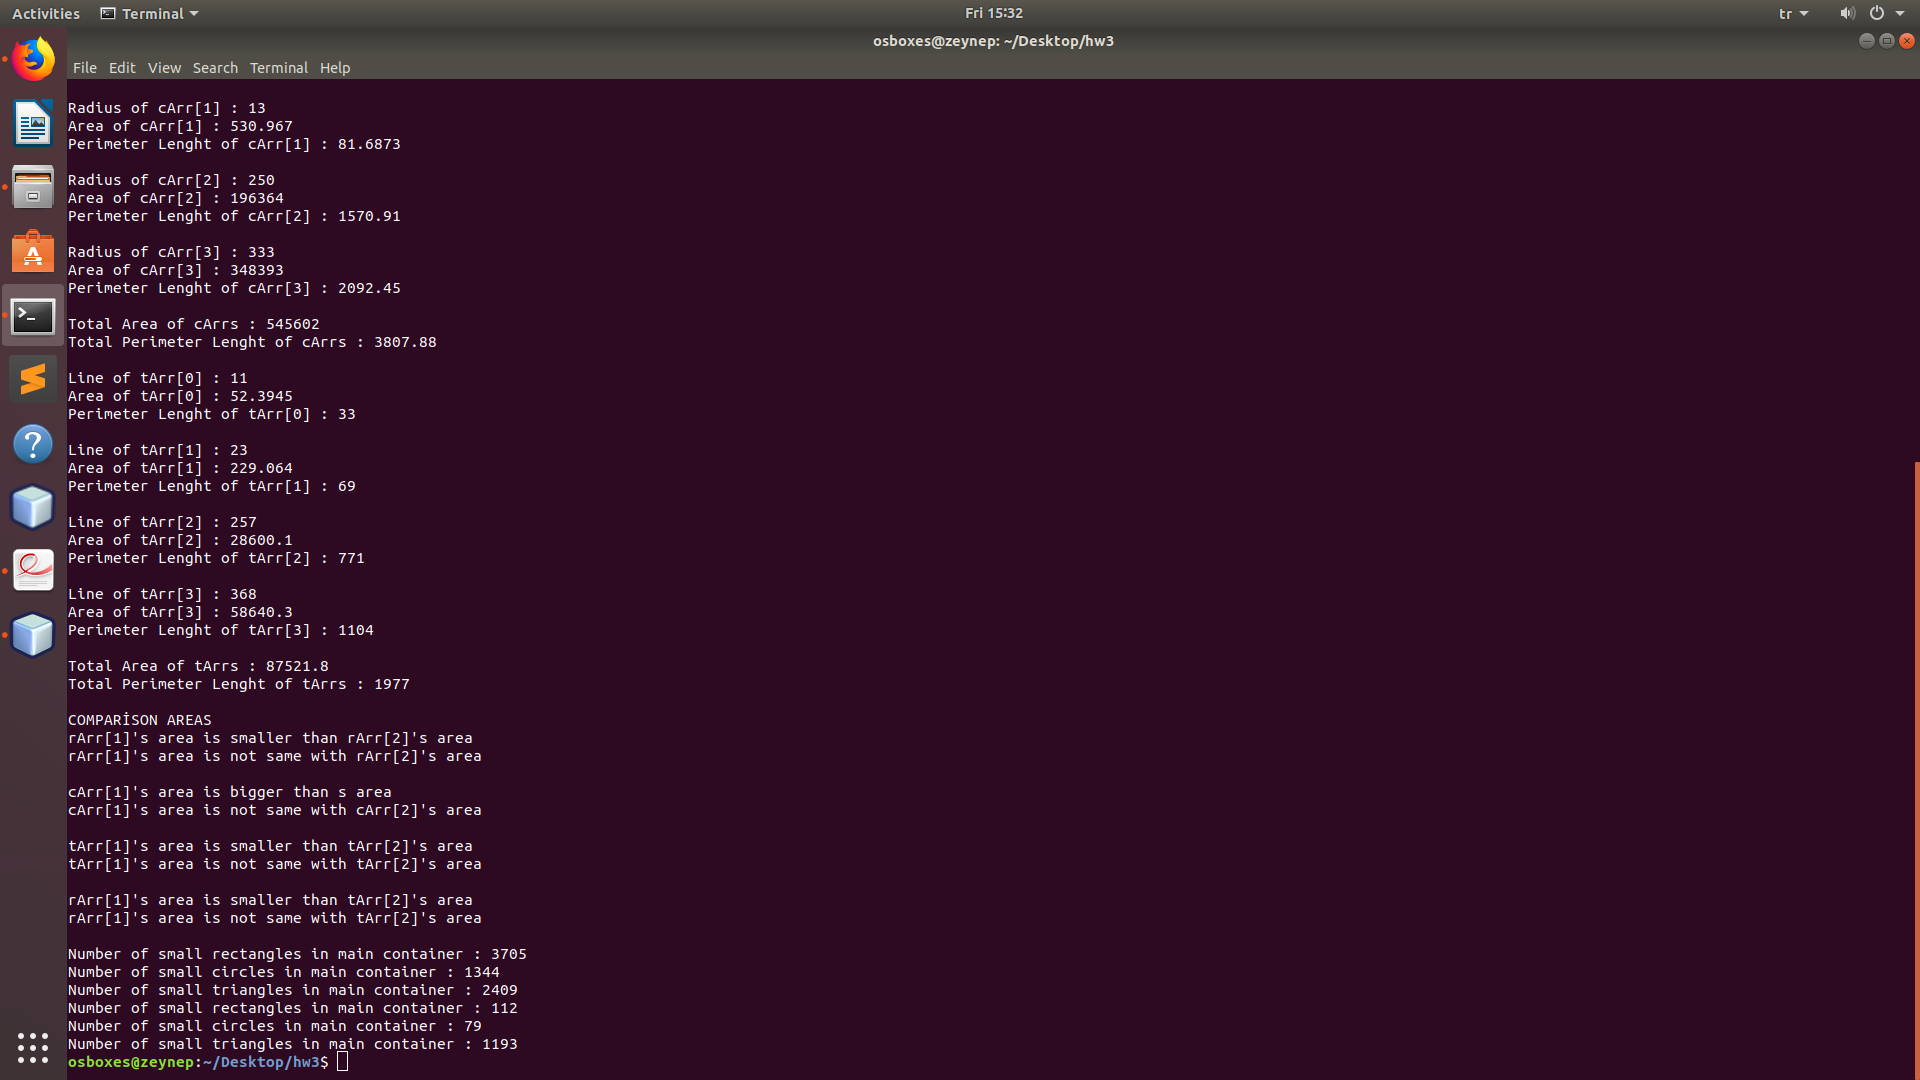 Activities Terminal Fri 15:32 tr
osboxes@zeynep: ~/Desktop/hw3
File Edit View Search Terminal Help
Radius of cArr[1] : 13
Area of cArr[1] : 530.967
Perimeter Lenght of cArr[1] : 81.6873
Radius of cArr[2] : 250
Area of cArr[2] : 196364
Perimeter Lenght of cArr[2] : 1570.91
Radius of cArr[3] : 333
Area of cArr[3] : 348393
Perimeter Lenght of cArr[3] : 2092.45
Total Area of cArrs : 545602
Total Perimeter Lenght of cArrs : 3807.88
Line of tArr[0] : 11
Area of tArr[0] : 52.3945
Perimeter Lenght of tArr[0] : 33
Line of tArr[1] : 23
Area of tArr[1] : 229.064
Perimeter Lenght of tArr[1] : 69
Line of tArr[2] : 257
Area of tArr[2] : 28600.1
Perimeter Lenght of tArr[2] : 771
Line of tArr[3] : 368
Area of tArr[3] : 58640.3
Perimeter Lenght of tArr[3] : 1104
Total Area of tArrs : 87521.8
Total Perimeter Lenght of tArrs : 1977
COMPARİSON AREAS
rArr[1]'s area is smaller than rArr[2]'s area
rArr[1]'s area is not same with rArr[2]'s area
cArr[1]'s area is bigger than s area
cArr[1]'s area is not same with cArr[2]'s area
tArr[1]'s area is smaller than tArr[2]'s area
tArr[1]'s area is not same with tArr[2]'s area
rArr[1]'s area is smaller than tArr[2]'s area
rArr[1]'s area is not same with tArr[2]'s area
Number of small rectangles in main container : 3705
Number of small circles in main container : 1344
Number of small triangles in main container : 2409
Number of small rectangles in main container : 112
Number of small circles in main container : 79
Number of small triangles in main container : 1193
osboxes@zeynep:~/Desktop/hw3$